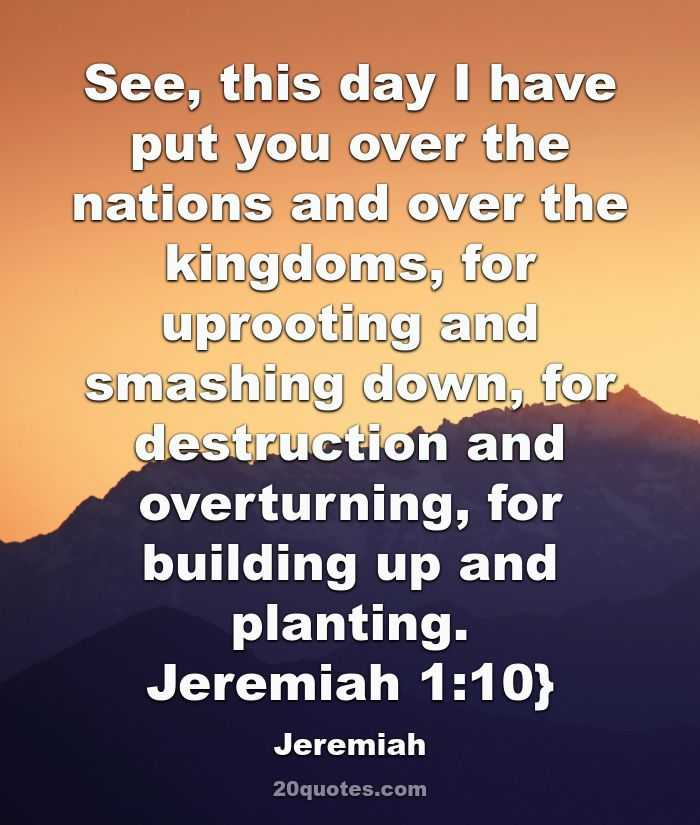 See, this day I have
put you over the
nations and over the
kingdoms, for
uprooting and
smashing down, for
destruction and
overturning, for
building up and
planting.
Jeremiah 1:10}
Jeremiah
20quotes.com